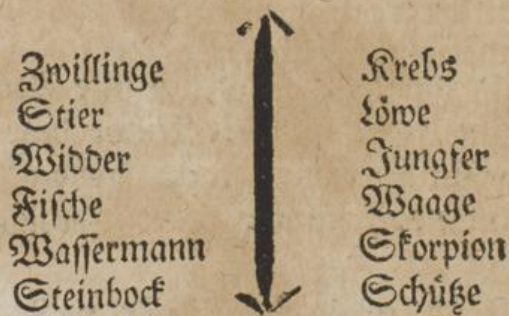 Zwillinge
Stier
Widder
Fische
Wassermann
Steinbock
Krebs
Löwe
Jungfer
Waage
Skorpion
Schütze